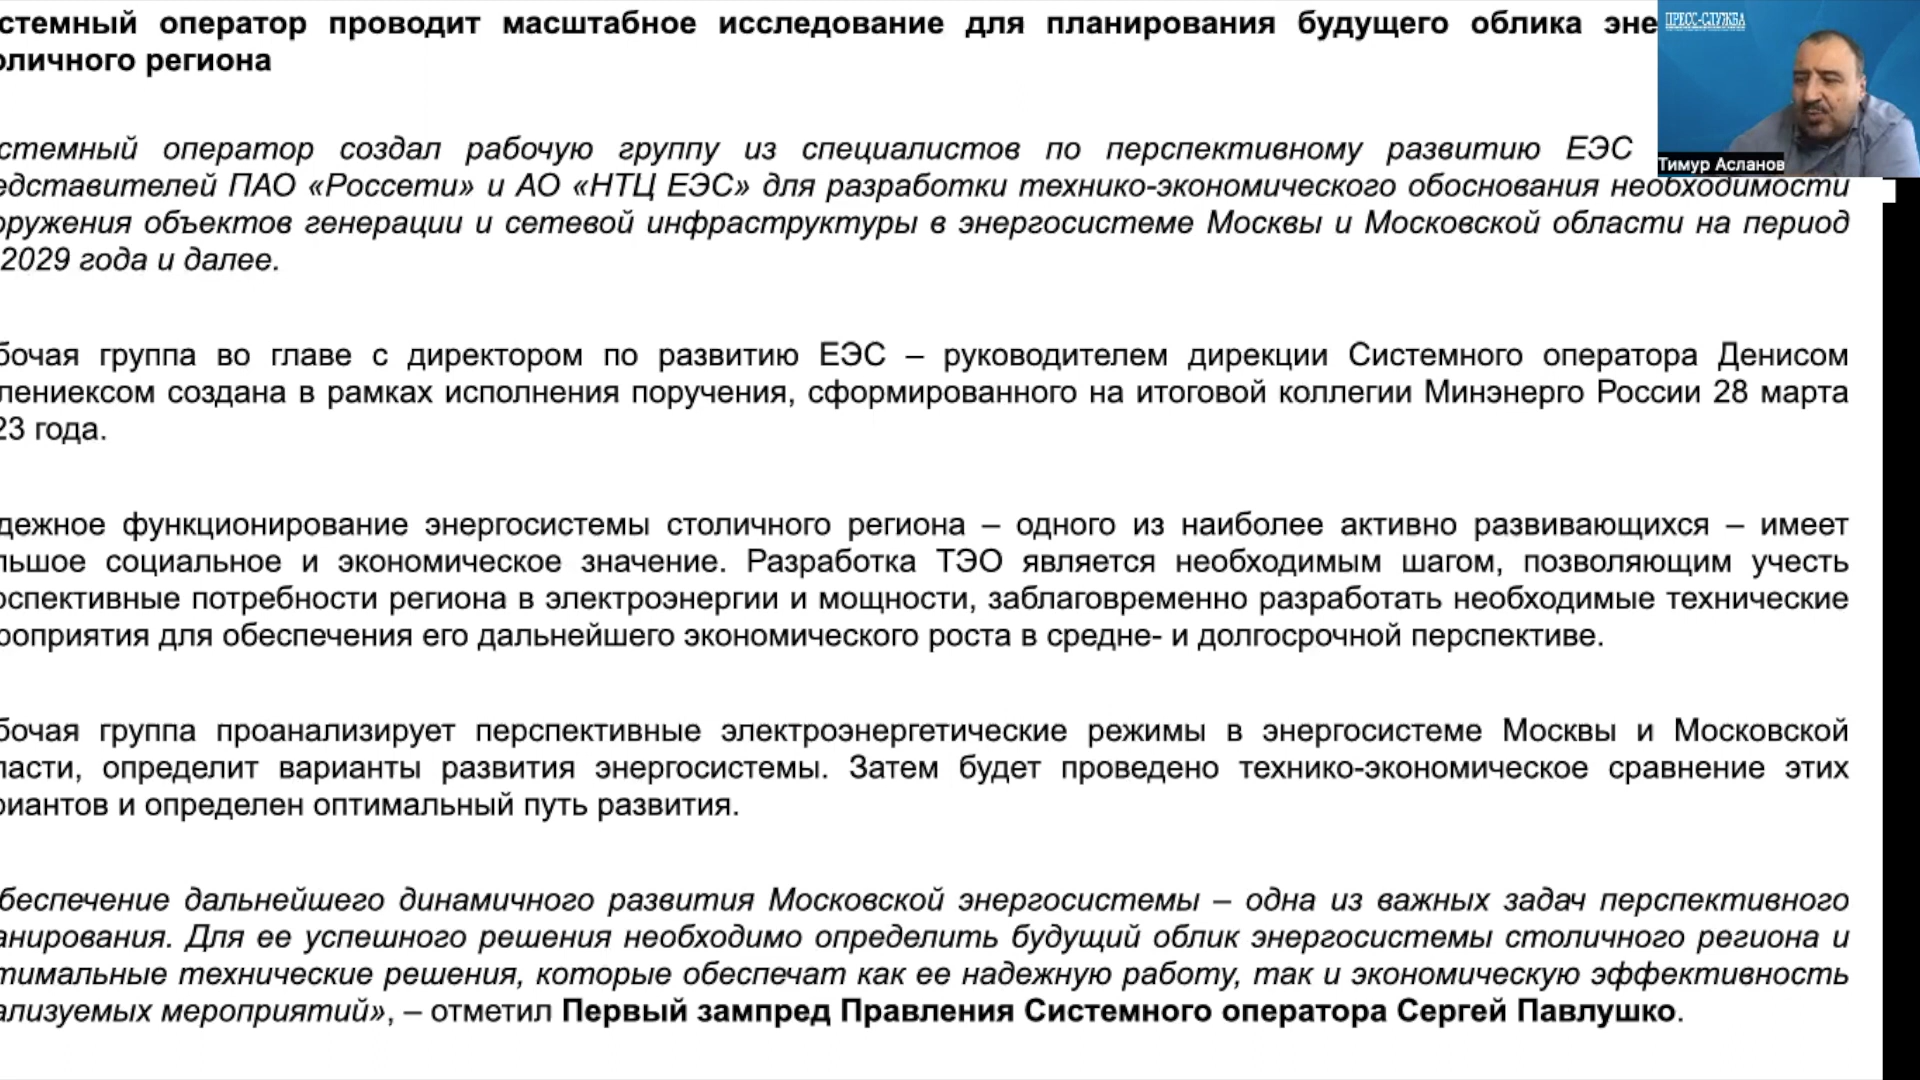 стемный оператор проводит масштабное исследование для планирования будущего облика эне
оличного региона
ПРЕСС-СЛУЖБА
Тимур Асланов
стемный оператор создал рабочую группу из специалистов по перспективному развитию ЕЭС
едставителей ПАО «Россети» и АО «НТЦ ЕЭС» для разработки технико-экономического обоснования необходимости
оружения объектов генерации и сетевой инфраструктуры в энергосистеме Москвы и Московской области на период
2029 года и далее.
бочая группа во главе с директором по развитию ЕЭС – руководителем дирекции Системного оператора Денисом
лениексом создана в рамках исполнения поручения, сформированного на итоговой коллегии Минэнерго России 28 марта
23 года.
дежное функционирование энергосистемы столичного региона – одного из наиболее активно развивающихся – имеет
льшое социальное и экономическое значение. Разработка ТЭО является необходимым шагом, позволяющим учесть
рспективные потребности региона в электроэнергии и мощности, заблаговременно разработать необходимые технические
роприятия для обеспечения его дальнейшего экономического роста в средне- и долгосрочной перспективе.
бочая группа проанализирует перспективные электроэнергетические режимы в энергосистеме Москвы и Московской
ласти, определит варианты развития энергосистемы. Затем будет проведено технико-экономическое сравнение этих
риантов и определен оптимальный путь развития.
беспечение дальнейшего динамичного развития Московской энергосистемы – одна из важных задач перспективного
анирования. Для ее успешного решения необходимо определить будущий облик энергосистемы столичного региона и
тимальные технические решения, которые обеспечат как ее надежную работу, так и экономическую эффективность
ализуемых мероприятий», – отметил Первый зампред Правления Системного оператора Сергей Павлушко.